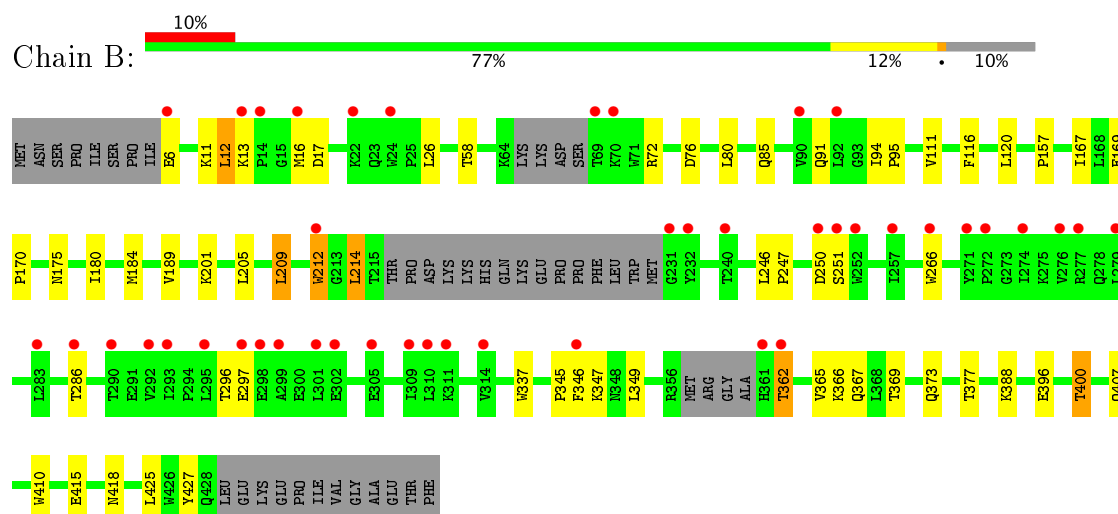 10%
Chain B:
77% 12% • 10%
MET ASN SER PRO ILE SER PRO ILE E6 K11 L12 K13 P14 G15 M16 D17 K22 Q23 W24 P25 L26 T58 K64 LYS LYS ASP SER T69 K70 W71 R72 D76 L80 Q85 V90 Q91 L92 G93 I94 P95 V111 F116 L120 P157 I167 L168 E169
P170 N175 I180 M184 V189 K201 L205 L209 W212 G213 L214 T215 THR PRO ASP LYS LYS HIS GLN LYS GLU PRO PRO PHE LEU TRP MET G231 Y232 T240 L246 P247 D250 S251 W252 I257 W266 Y271 P272 G273 I274 K275 V276 R277 Q278 L279
L283 T286 T290 E291 V292 I293 P294 L295 T296 E297 E298 A299 E300 L301 E302 E305 I309 L310 K311 V314 W337 P345 F346 K347 N348 L349 R356 MET ARG GLY ALA H361 T362 V365 K366 Q367 L368 T369 Q373 T377 K388 E396 T400 Q407
W410 E415 N418 L425 W426 Y427 Q428 LEU GLU LYS GLU PRO ILE VAL GLY ALA GLU THR PHE